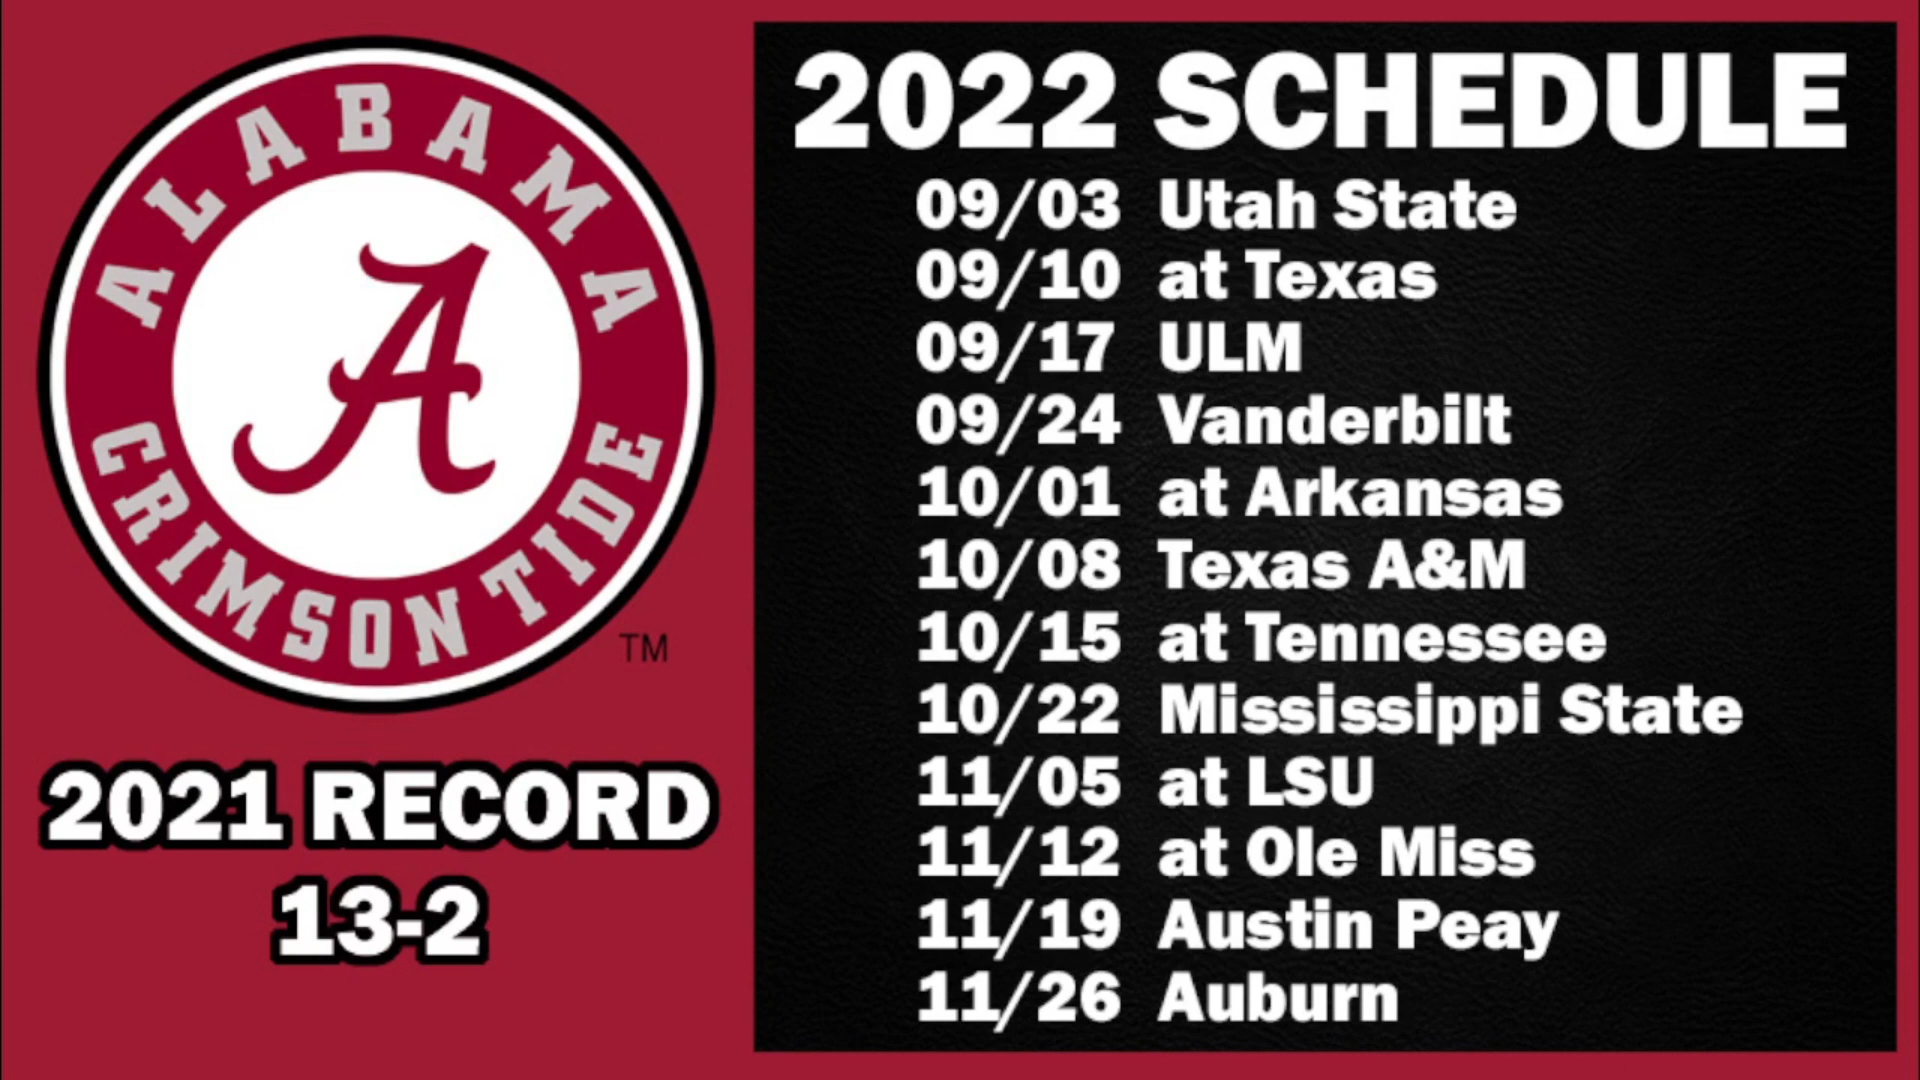 ALABAMA
A
CRIMSON TIDE
TM
2021 RECORD
13-2
2022 SCHEDULE
09/03 Utah State
09/10 at Texas
09/17 ULM
09/24 Vanderbilt
10/01 at Arkansas
10/08 Texas A&M
10/15 at Tennessee
10/22 Mississippi State
11/05 at LSU
11/12 at Ole Miss
11/19 Austin Peay
11/26 Auburn